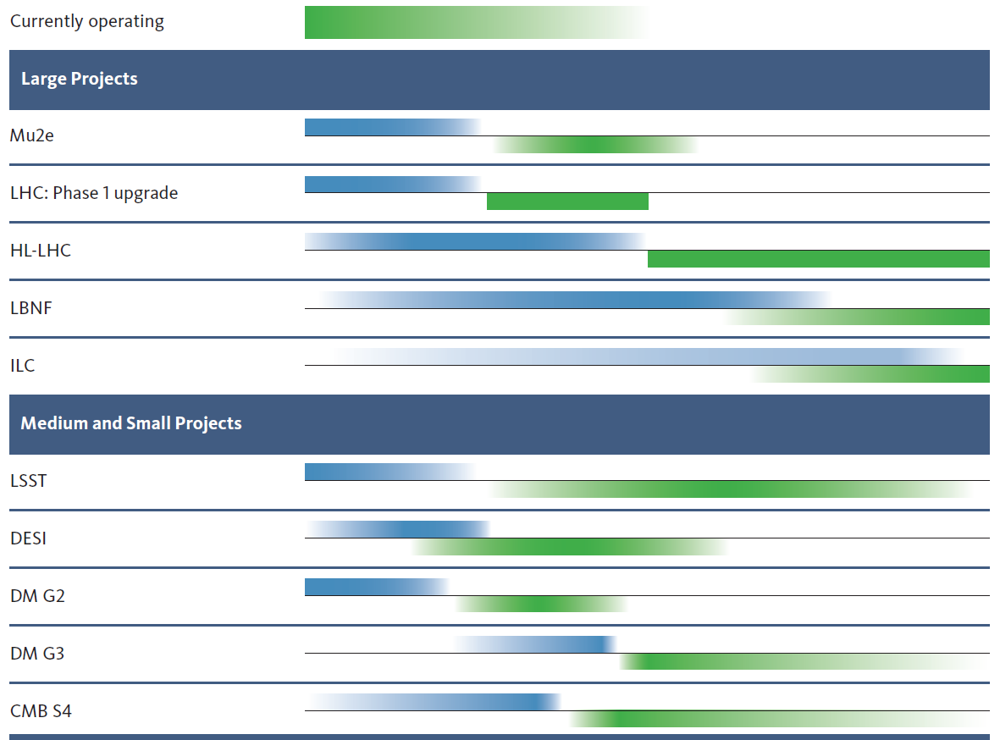 Currently operating
Large Projects
Mu2e
LHC: Phase 1 upgrade
HL-LHC
LBNF
ILC
Medium and Small Projects
LSST
DESI
DM G2
DM G3
CMB S4